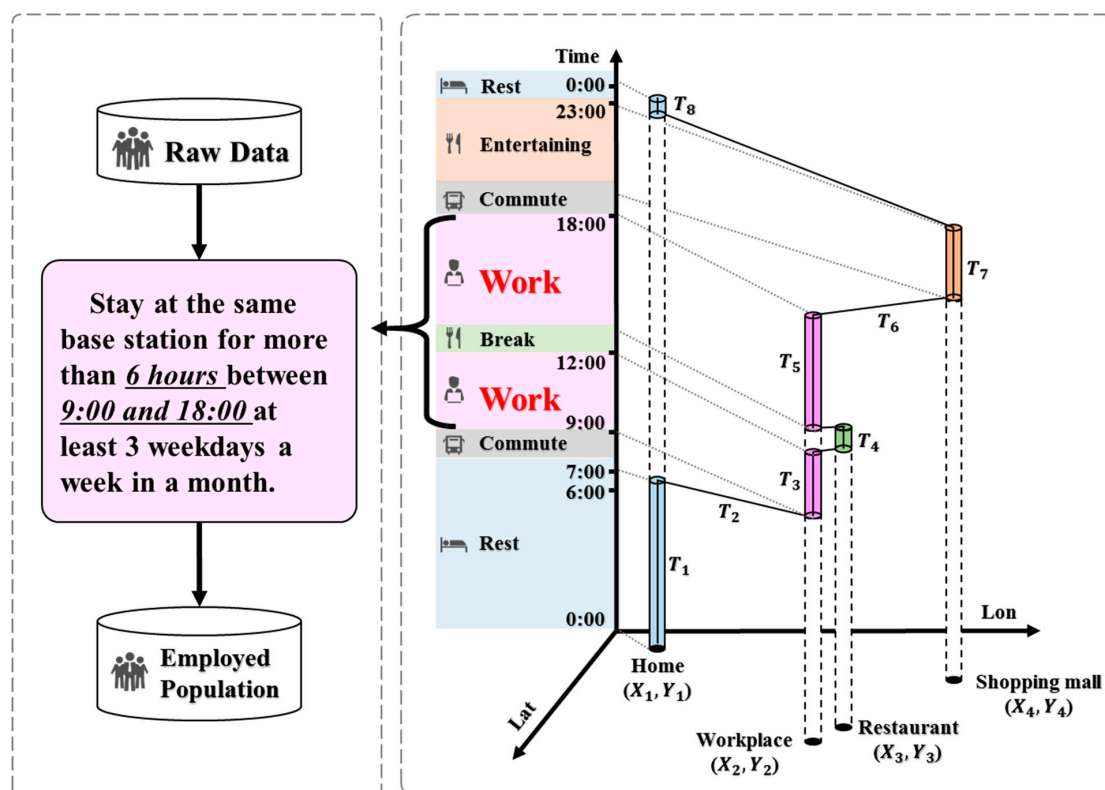 Raw Data
Stay at the same
base station for more
than 6 hours between
9:00 and 18:00 at
least 3 weekdays a
week in a month.
Employed
Population
Time
0:00
Rest
23:00
Entertaining
Commute
18:00
Work
Break
12:00
Work
9:00
Commute
7:00
6:00
Rest
0:00
T₈
T₇
T₆
T₅
T₄
T₃
T₂
T₁
Lon
Lat
Home
(X₁, Y₁)
Workplace
(X₂, Y₂)
Restaurant
(X₃, Y₃)
Shopping mall
(X₄, Y₄)